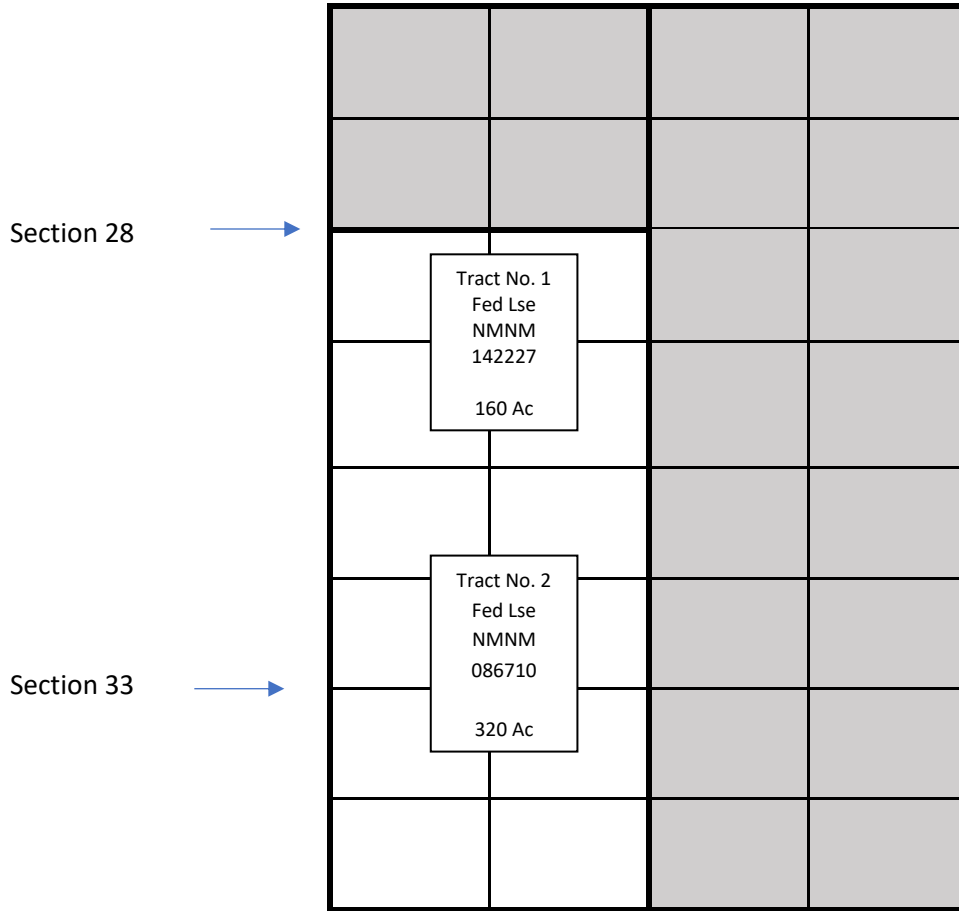 Section 28
Tract No. 1
Fed Lse
NMNM
142227
160 Ac
Tract No. 2
Fed Lse
NMNM
086710
320 Ac
Section 33